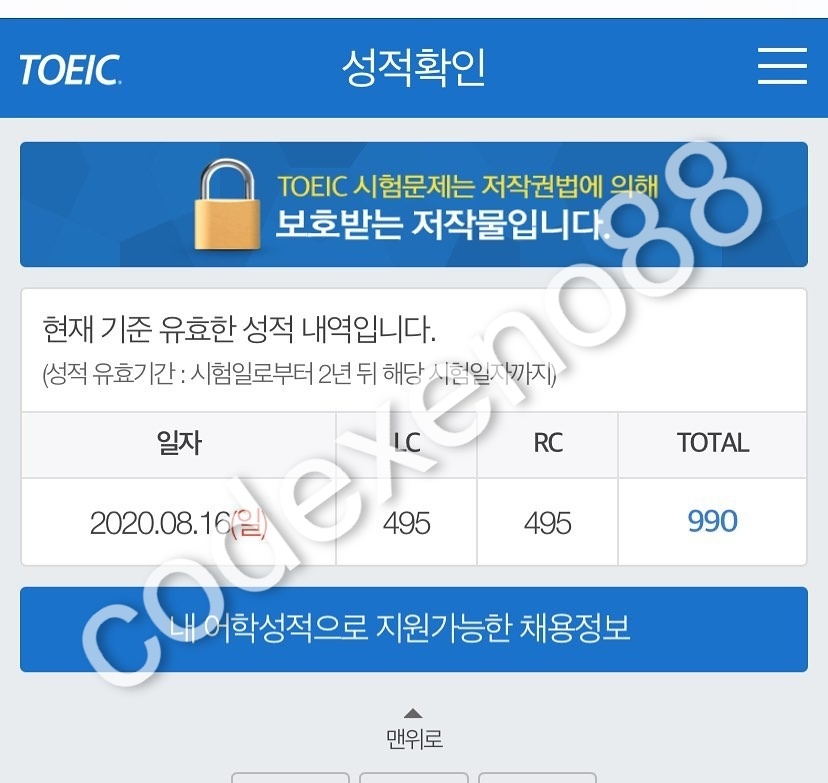 TOEIC
성적확인
TOEIC 시험문제는 저작권법에 의해
보호받는 저작물입니다.
현재 기준 유효한 성적 내역입니다.
(성적 유효기간 : 시험일로부터 2년 뒤 해당 시험일자까지)
일자 LC RC TOTAL
2020.08.16(일) 495 495 990
내 어학성적으로 지원가능한 채용정보
맨위로
codexeno88